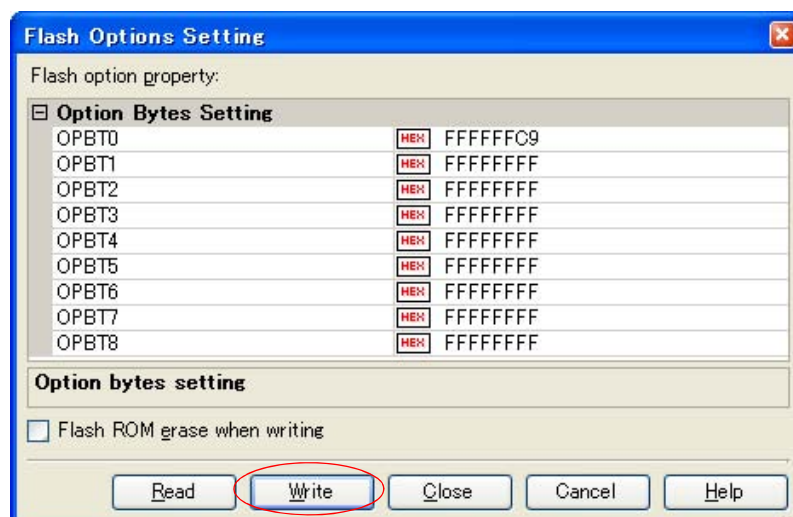 Flash Options Setting
Flash option property:
Option Bytes Setting
OPBT0 HEX FFFFFFC9
OPBT1 HEX FFFFFFFF
OPBT2 HEX FFFFFFFF
OPBT3 HEX FFFFFFFF
OPBT4 HEX FFFFFFFF
OPBT5 HEX FFFFFFFF
OPBT6 HEX FFFFFFFF
OPBT7 HEX FFFFFFFF
OPBT8 HEX FFFFFFFF
Option bytes setting
Flash ROM erase when writing
Read Write Close Cancel Help